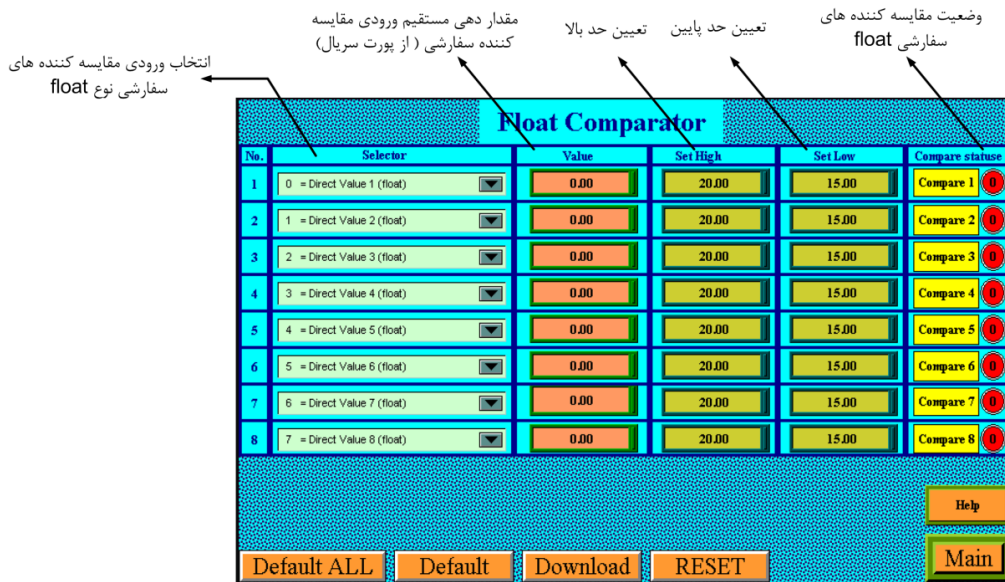 وضعیت مقایسه کننده های
سفارشی float
تعیین حد پایین
تعیین حد بالا
مقدار دهی مستقیم ورودی مقایسه
کننده سفارشی ( از پورت سریال)
انتخاب ورودی مقایسه کننده های
سفارشی نوع float
Float Comparator
No. Selector Value Set High Set Low Compare statuse
1 0 = Direct Value 1 (float) 0.00 20.00 15.00 Compare 1 0
2 1 = Direct Value 2 (float) 0.00 20.00 15.00 Compare 2 0
3 2 = Direct Value 3 (float) 0.00 20.00 15.00 Compare 3 0
4 3 = Direct Value 4 (float) 0.00 20.00 15.00 Compare 4 0
5 4 = Direct Value 5 (float) 0.00 20.00 15.00 Compare 5 0
6 5 = Direct Value 6 (float) 0.00 20.00 15.00 Compare 6 0
7 6 = Direct Value 7 (float) 0.00 20.00 15.00 Compare 7 0
8 7 = Direct Value 8 (float) 0.00 20.00 15.00 Compare 8 0
Help
Default ALL Default Download RESET Main